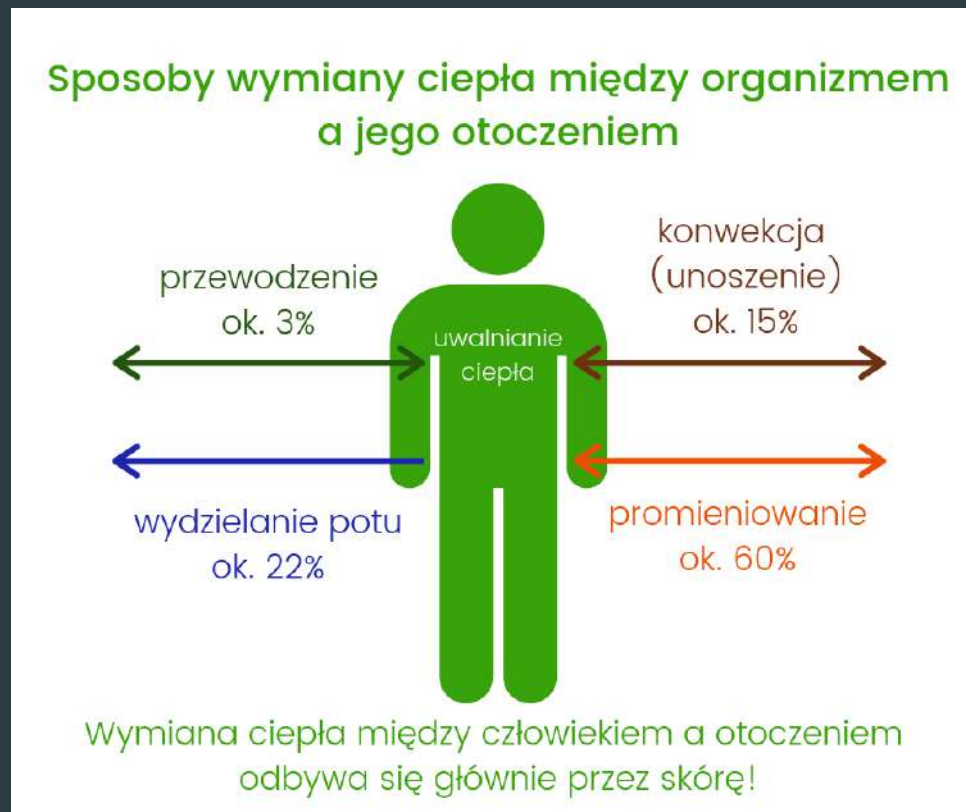 Sposoby wymiany ciepła między organizmem
a jego otoczeniem
przewodzenie
ok. 3%
konwekcja
(unoszenie)
ok. 15%
uwalnianie
ciepła
wydzielanie potu
ok. 22%
promieniowanie
ok. 60%
Wymiana ciepła między człowiekiem a otoczeniem
odbywa się głównie przez skórę!